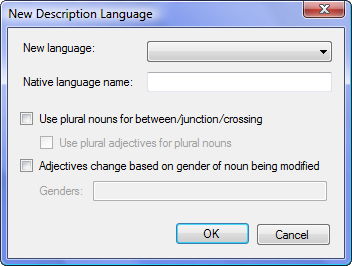 New Description Language
New language:
Native language name:
Use plural nouns for between/junction/crossing
Use plural adjectives for plural nouns
Adjectives change based on gender of noun being modified
Genders:
OK Cancel